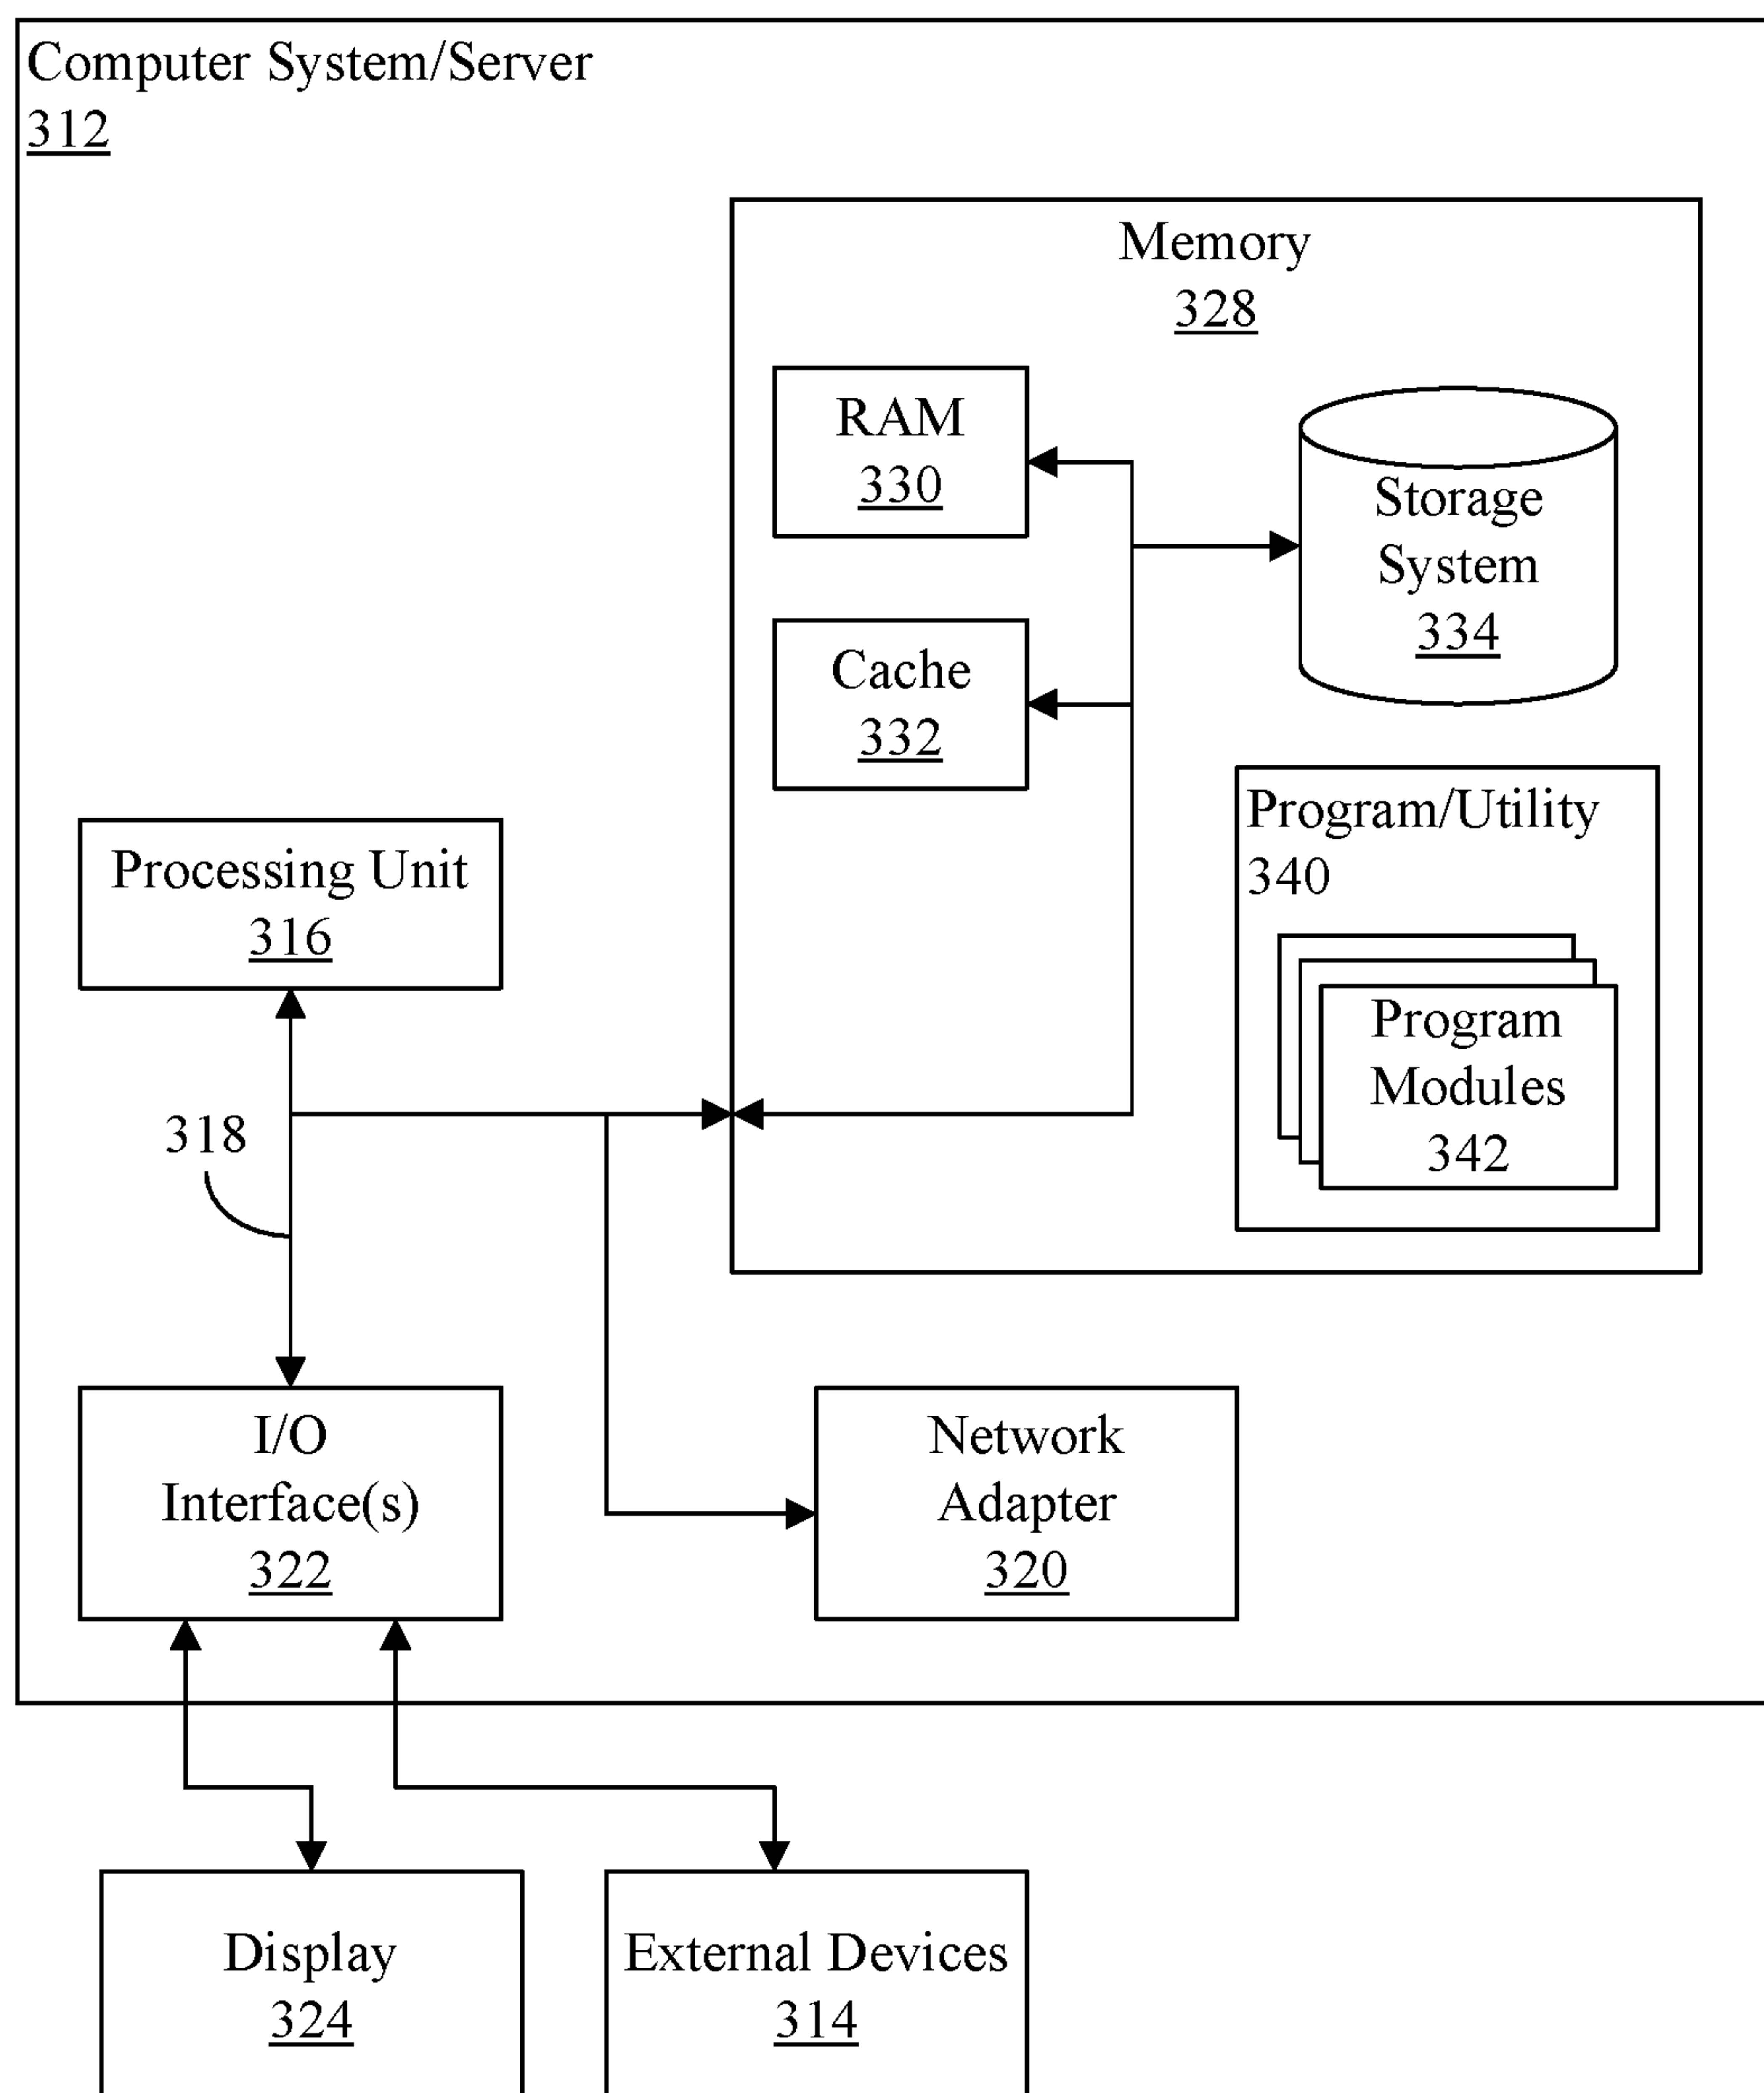 Computer System/Server
312
Memory
328
RAM
330
Storage
System
334
Cache
332
Program/Utility
340
Program
Modules
342
Processing Unit
316
318
I/O
Interface(s)
322
Network
Adapter
320
Display
324
External Devices
314